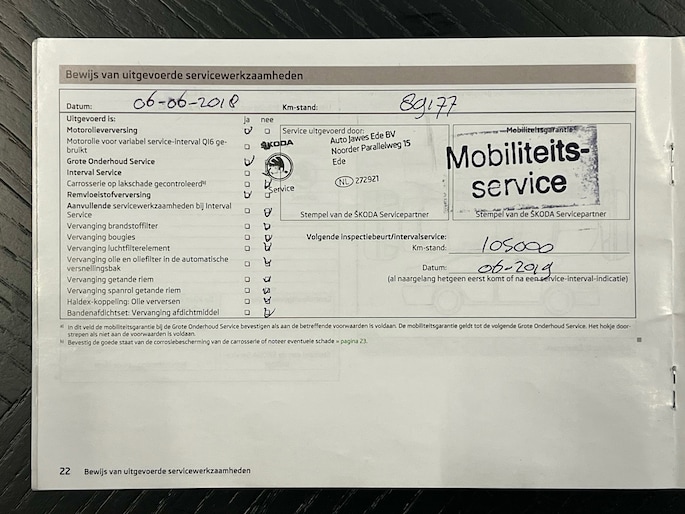 Bewijs van uitgevoerde servicewerkzaamheden
Datum: 06-06-2018 Km-stand: 89177
Uitgevoerd is: ja nee
Motorolieverversing
Motorolie voor variabel service-interval QI6 ge-
bruikt
Grote Onderhoud Service
Interval Service
Carrosserie op lakschade gecontroleerd b)
Remvloeistofverversing
Aanvullende servicewerkzaamheden bij Interval
Service
Vervanging brandstoffilter
Vervanging bougies
Vervanging luchtfilterelement
Vervanging olie en oliefilter in de automatische
versnellingsbak
Vervanging getande riem
Vervanging spanrol getande riem
Haldex-koppeling: Olie verversen
Bandenafdichtset: Vervanging afdichtmiddel
Service uitgevoerd door:
ŠKODA
Service
Auto Jawes Ede BV
Noorder Parallelweg 15
Ede
NL 272921
Stempel van de ŠKODA Servicepartner
Mobiliteitsgarantie
Mobiliteits-
service
Stempel van de ŠKODA Servicepartner
Volgende inspectiebeurt/intervalservice:
Km-stand: 105000
Datum: 06-2019
(al naargelang hetgeen eerst komt of na een service-interval-indicatie)
a) In dit veld de mobiliteitsgarantie bij de Grote Onderhoud Service bevestigen als aan de betreffende voorwaarden is voldaan. De mobiliteitsgarantie geldt tot de volgende Grote Onderhoud Service. Het hokje door-
strepen als niet aan de voorwaarden is voldaan.
b) Bevestig de goede staat van de corrosiebescherming van de carrosserie of noteer eventuele schade » pagina 23.
22 Bewijs van uitgevoerde servicewerkzaamheden